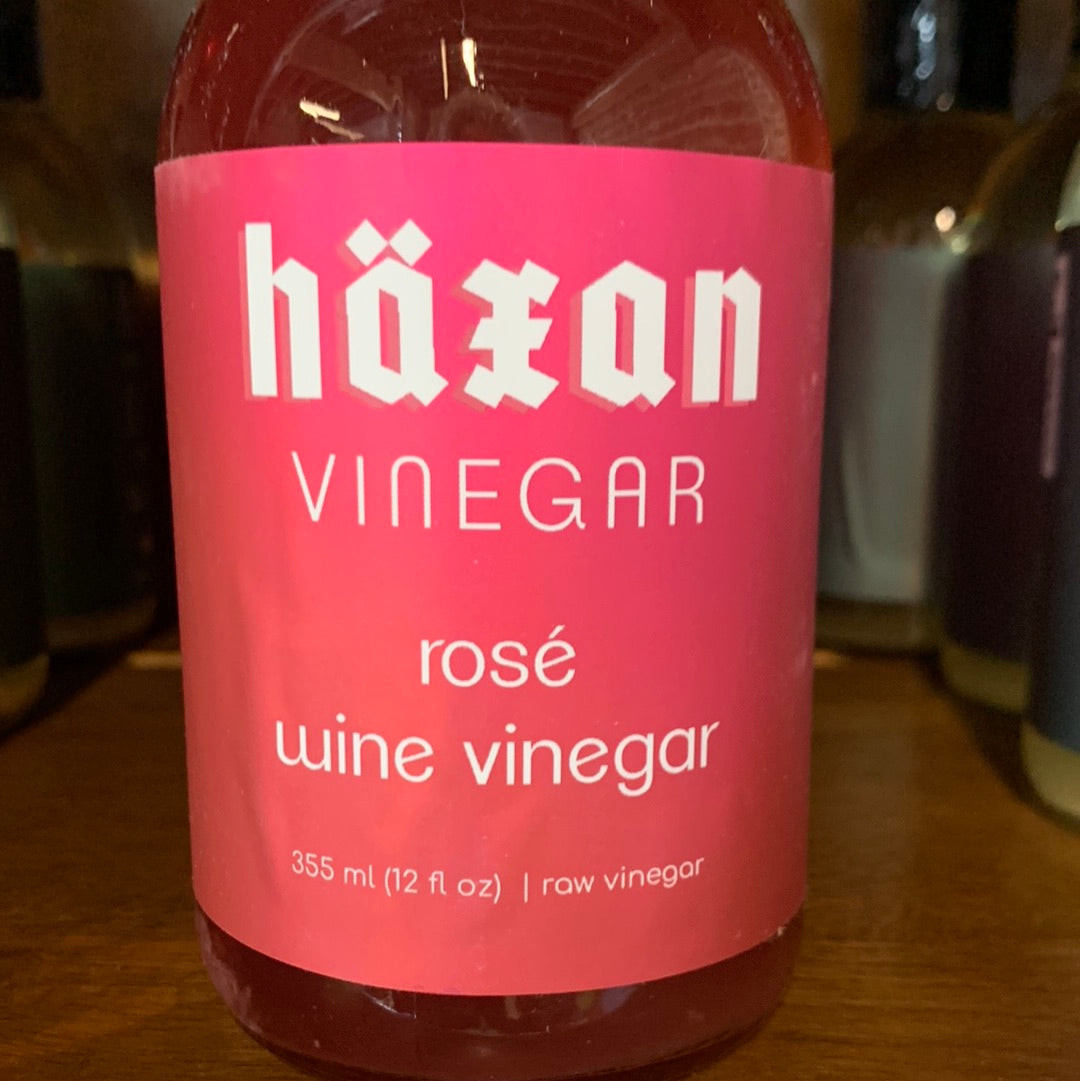 häxan
VINEGAR
rosé
wine vinegar
355 ml (12 fl oz) | raw vinegar